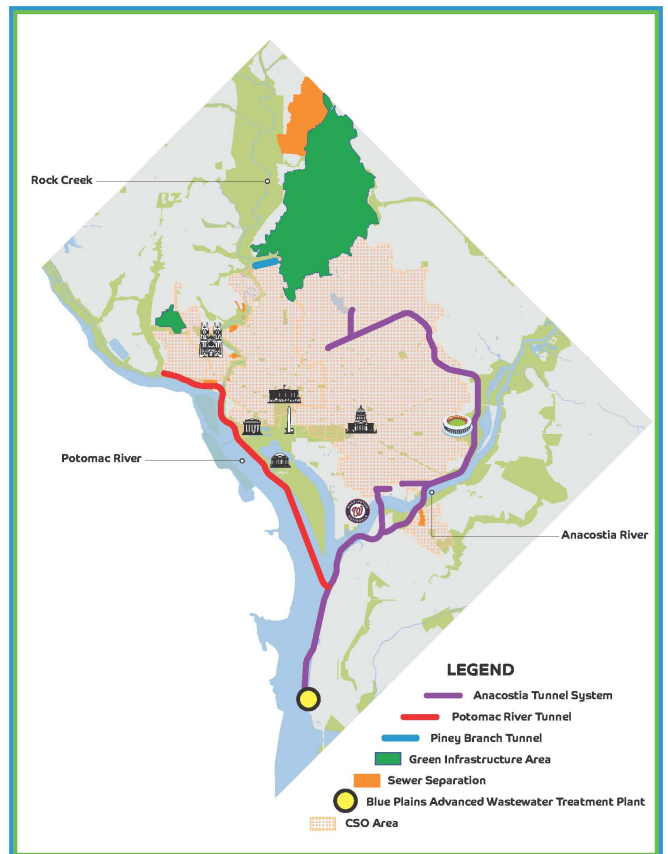 Rock Creek
Potomac River
W
Anacostia River
LEGEND
Anacostia Tunnel System
Potomac River Tunnel
Piney Branch Tunnel
Green Infrastructure Area
Sewer Separation
Blue Plains Advanced Wastewater Treatment Plant
CSO Area